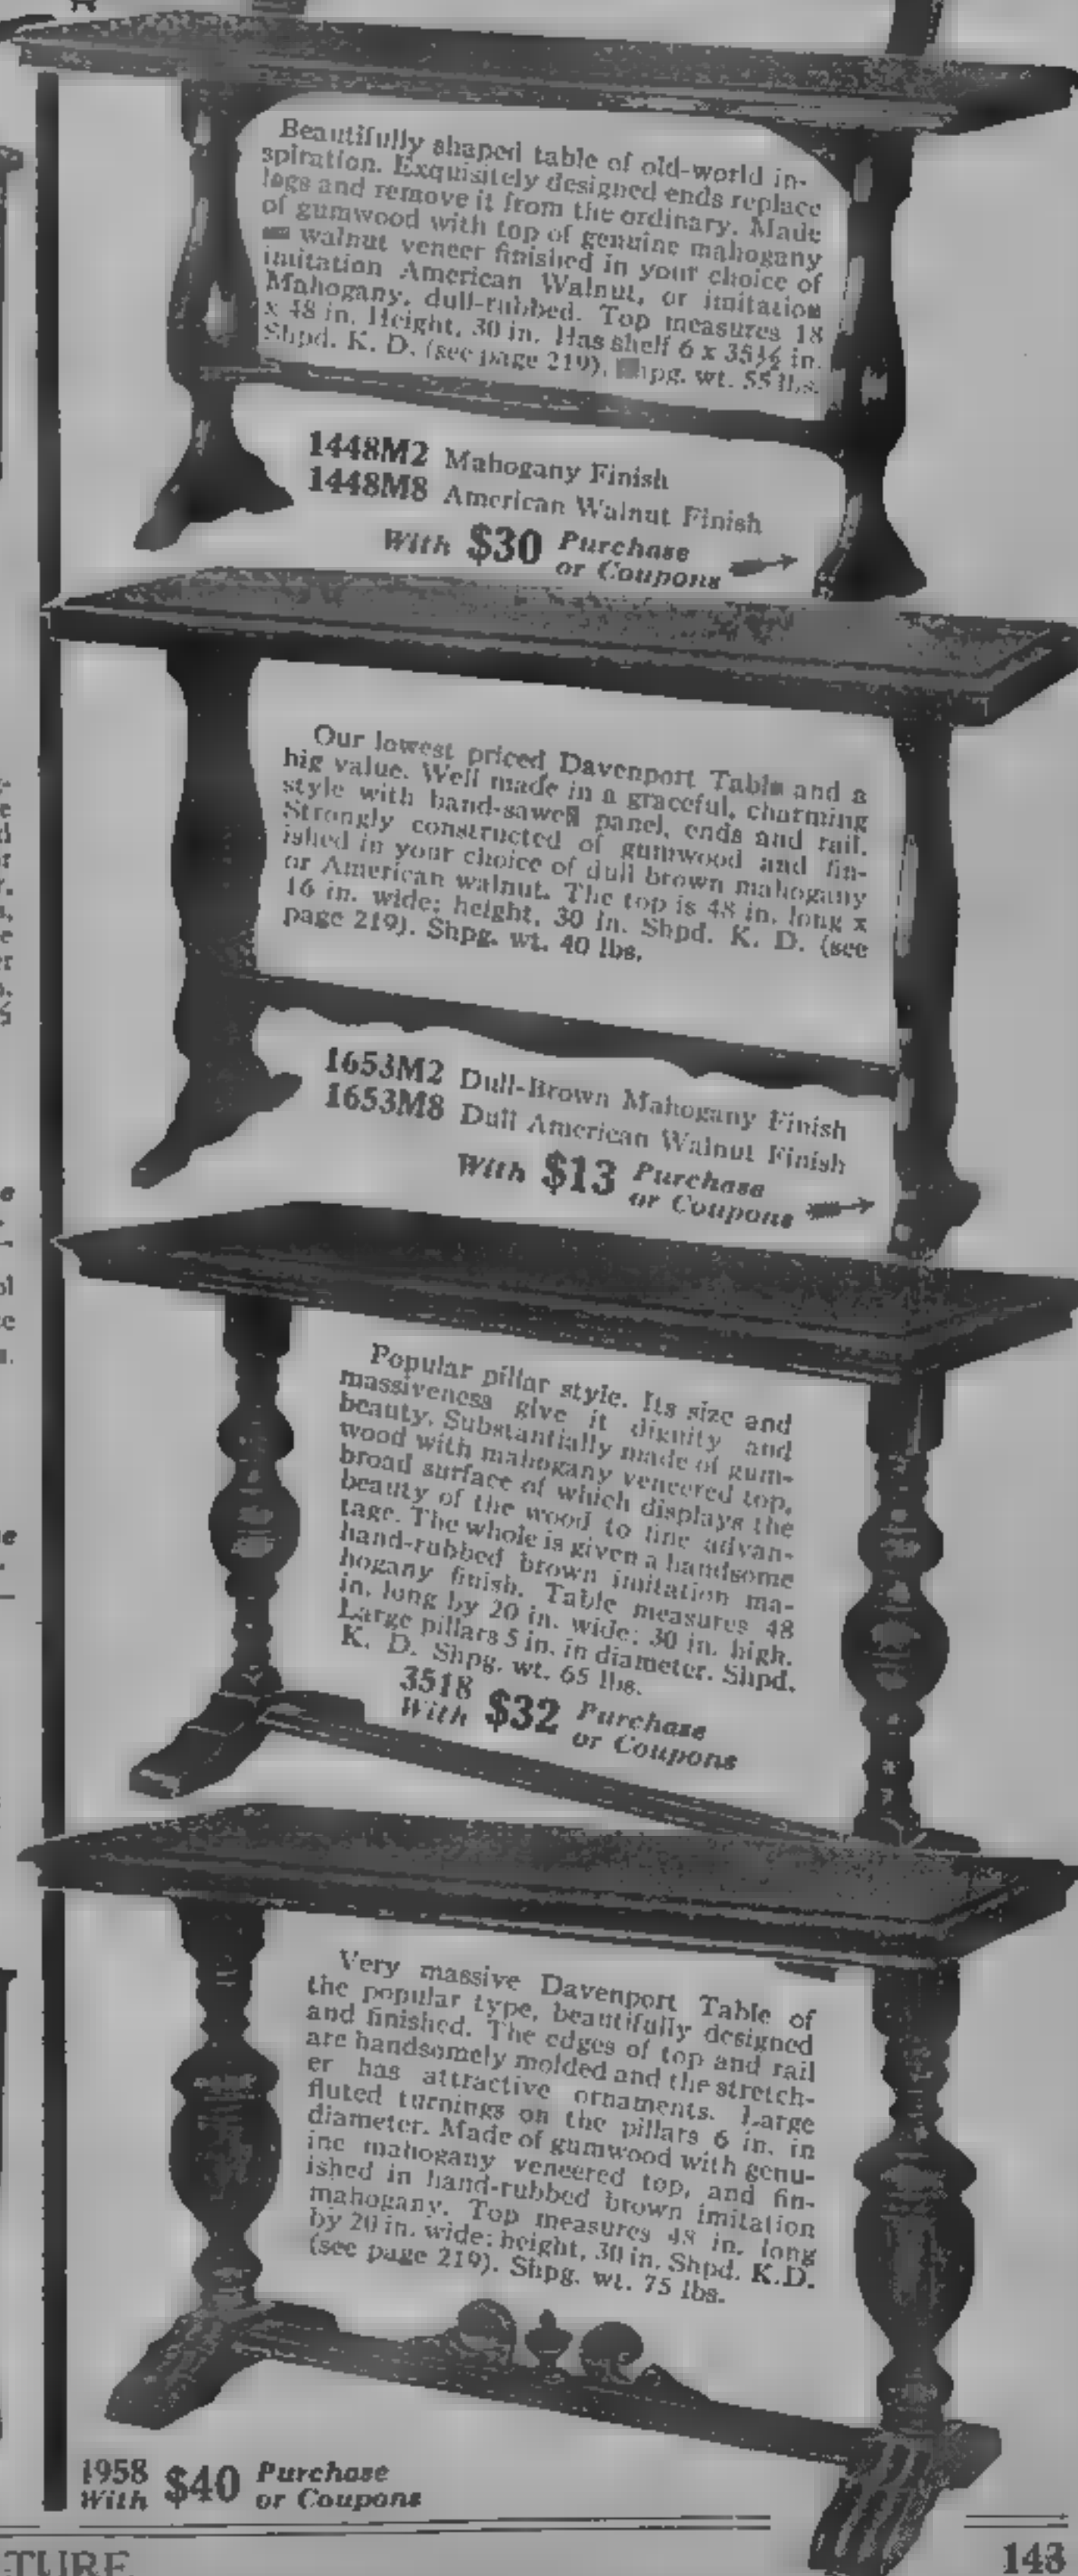 Beautifully shaped table of old-world in-
spiration. Exquisitely designed ends replace
legs and remove it from the ordinary. Made
of gumwood with top of genuine mahogany
walnut veneer finished in your choice of
imitation American Walnut, or imitation
Mahogany, dull-rubbed. Top measures 18
x 48 in. Height, 30 in. Has shelf 6 x 35½ in.
Shpd. K. D. (see page 219). Shpg. wt. 55 lbs.
1448M2 Mahogany Finish
1448M8 American Walnut Finish
With $30 Purchase
or Coupons
Our lowest priced Davenport Table and a
big value. Well made in a graceful, charming
style with band-sawed panel, ends and rail.
Strongly constructed of gumwood and fin-
ished in your choice of dull brown mahogany
or American walnut. The top is 48 in. long x
16 in. wide; height, 30 in. Shpd. K. D. (see
page 219). Shpg. wt. 40 lbs.
1653M2 Dull-Brown Mahogany Finish
1653M8 Dull American Walnut Finish
With $13 Purchase
or Coupons
Popular pillar style. Its size and
massiveness give it dignity and
beauty. Substantially made of gum-
wood with mahogany veneered top,
broad surface of which displays the
beauty of the wood to fine advan-
tage. The whole is given a handsome
hand-rubbed brown imitation ma-
hogany finish. Table measures 48
in. long by 20 in. wide; 30 in. high.
Large pillars 5 in. in diameter. Shpd.
K. D. Shpg. wt. 65 lbs.
3518
With $32 Purchase
or Coupons
Very massive Davenport Table of
the popular type, beautifully designed
and finished. The edges of top and rail
are handsomely molded and the stretch-
er has attractive ornaments. Large
fluted turnings on the pillars 6 in. in
diameter. Made of gumwood with genu-
ine mahogany veneered top, and fin-
ished in hand-rubbed brown imitation
mahogany. Top measures 48 in. long
by 20 in. wide; height, 30 in. Shpd. K.D.
(see page 219). Shpg. wt. 75 lbs.
1958
With $40 Purchase
or Coupons
TURE
143